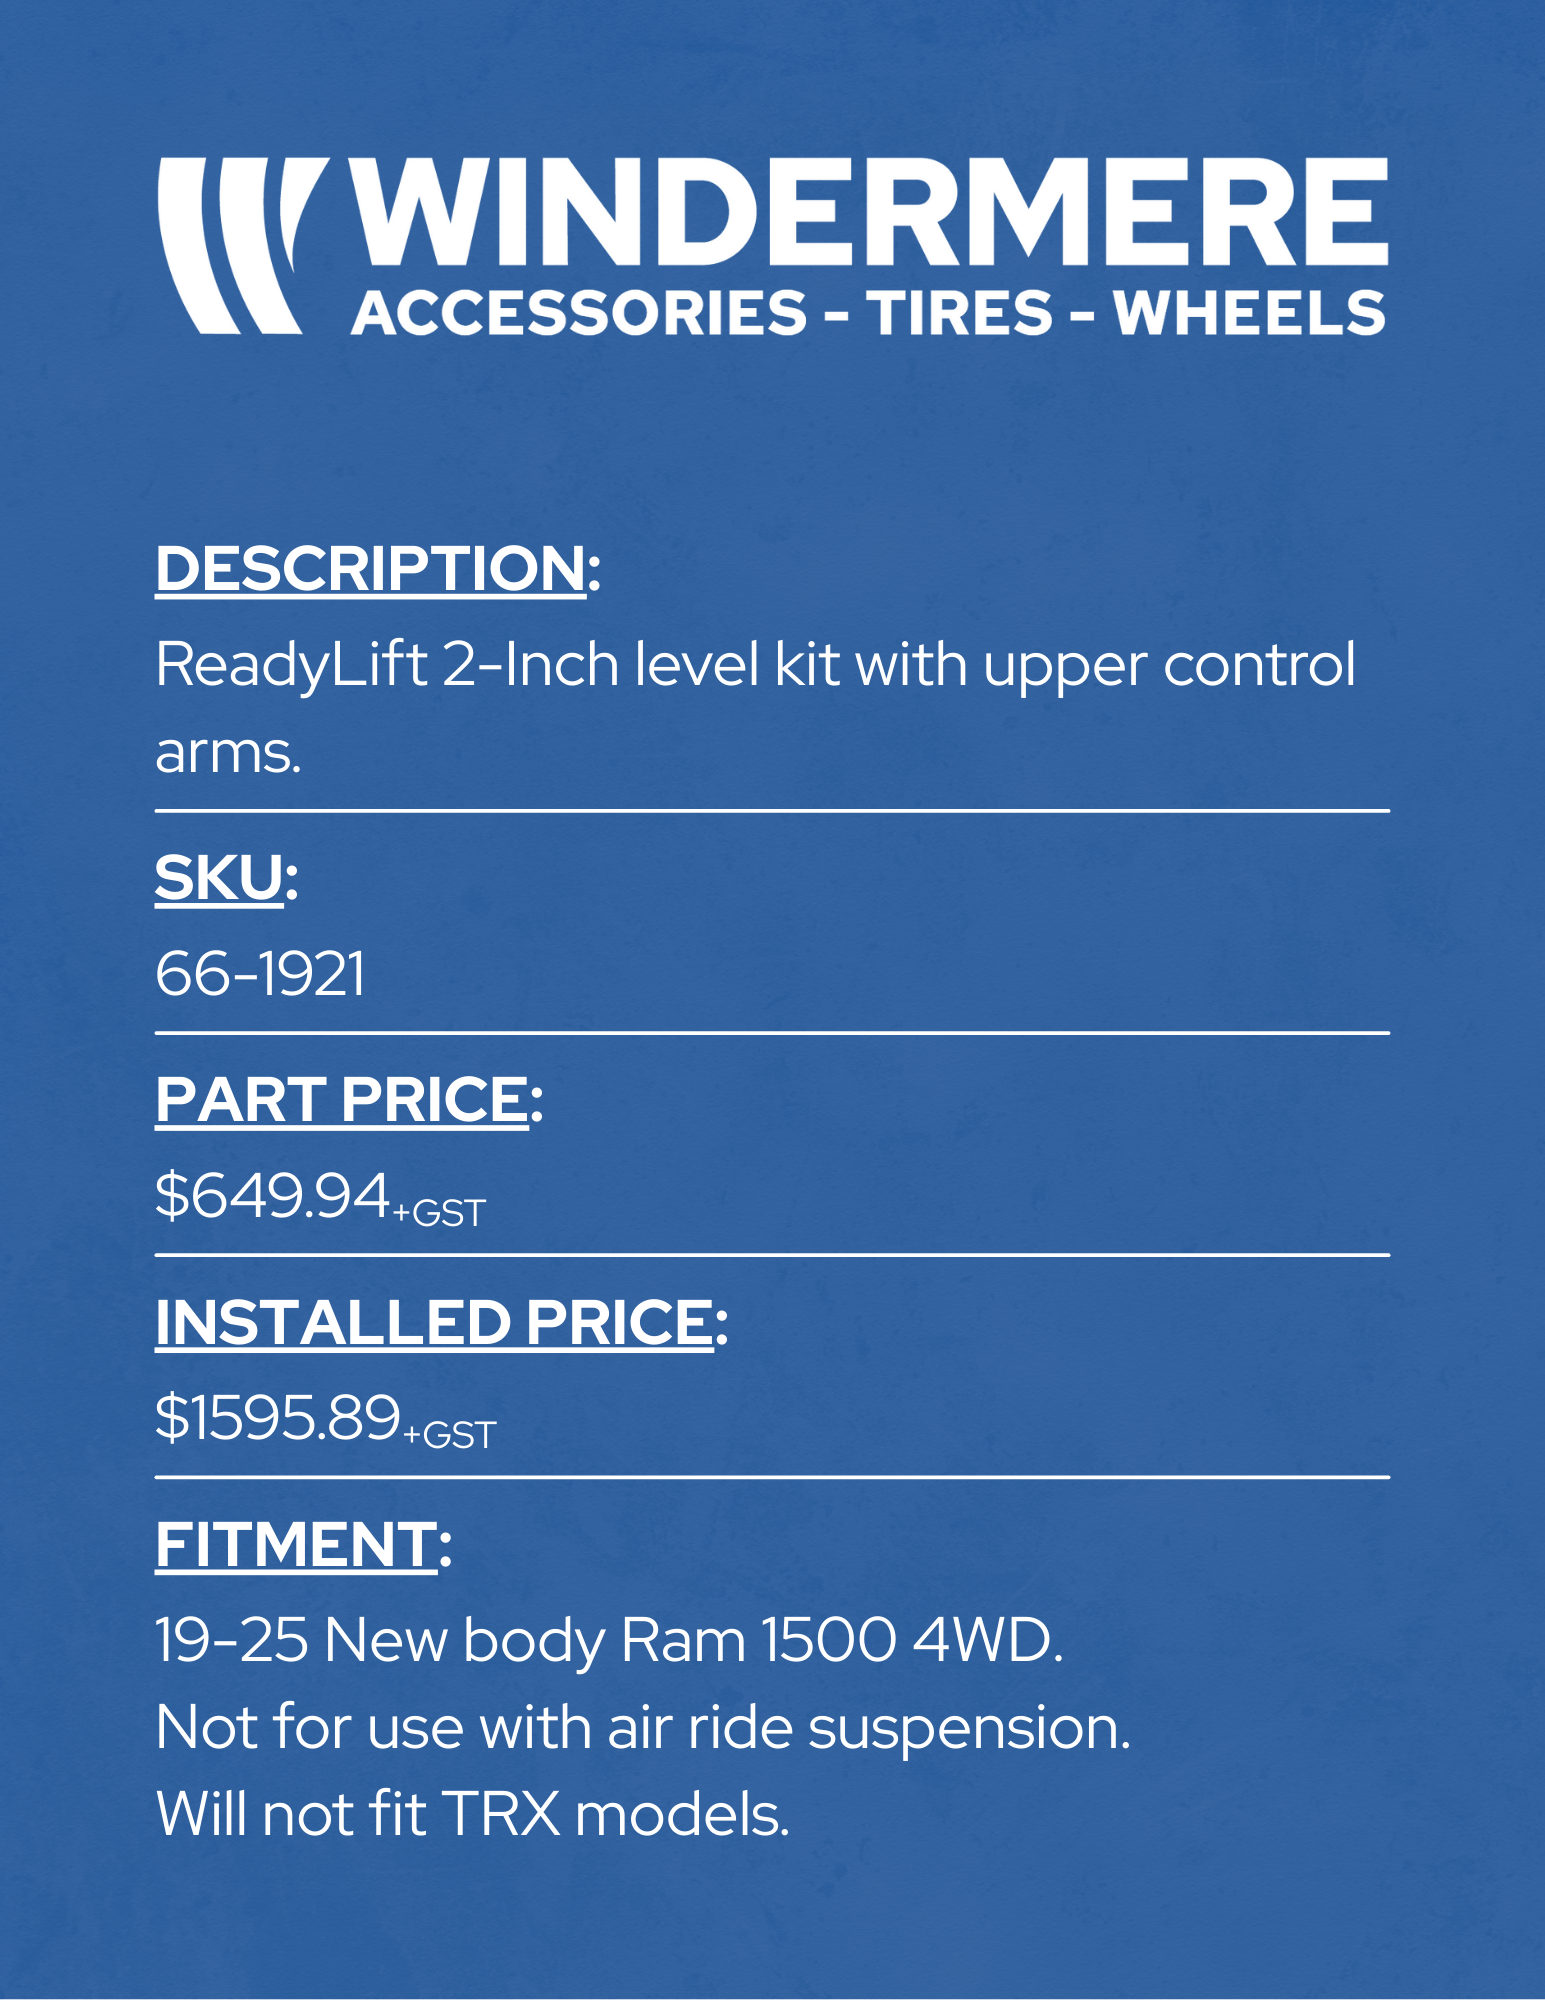 WINDERMERE
ACCESSORIES - TIRES - WHEELS
DESCRIPTION:
ReadyLift 2-Inch level kit with upper control
arms.
SKU:
66-1921
PART PRICE:
$649.94+GST
INSTALLED PRICE:
$1595.89+GST
FITMENT:
19-25 New body Ram 1500 4WD.
Not for use with air ride suspension.
Will not fit TRX models.